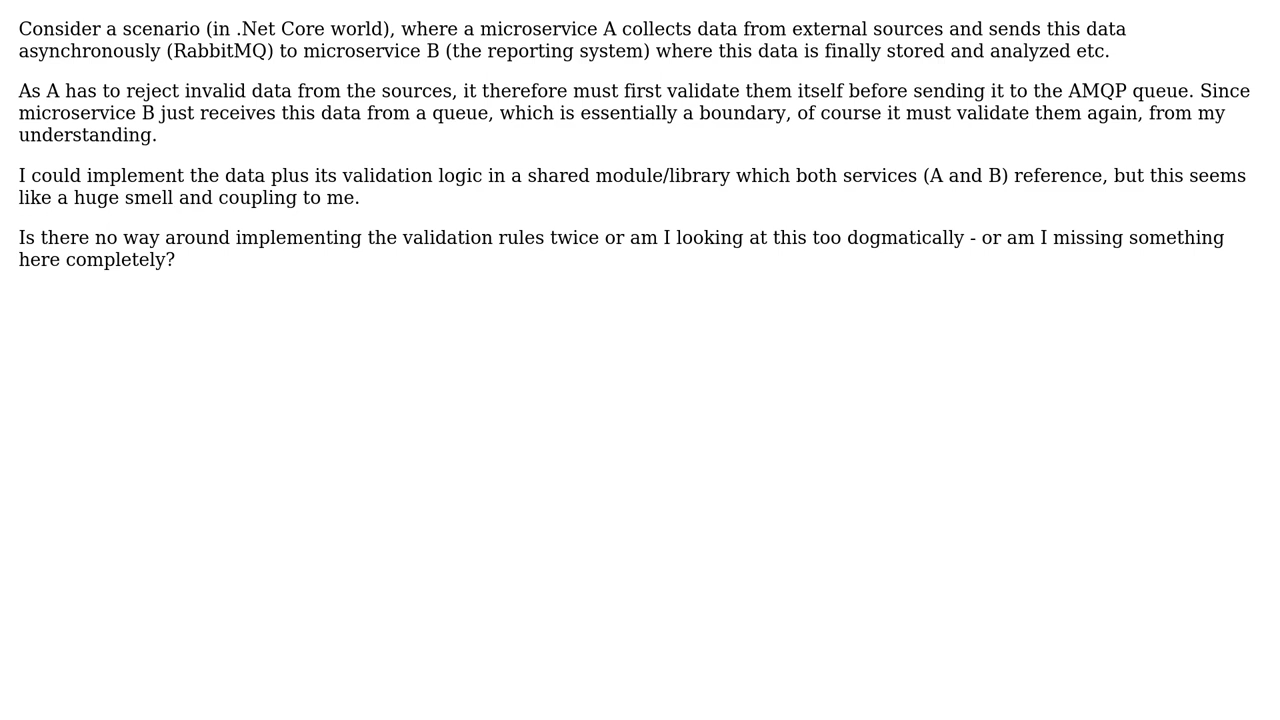 Consider a scenario (in .Net Core world), where a microservice A collects data from external sources and sends this data
asynchronously (RabbitMQ) to microservice B (the reporting system) where this data is finally stored and analyzed etc.
As A has to reject invalid data from the sources, it therefore must first validate them itself before sending it to the AMQP queue. Since
microservice B just receives this data from a queue, which is essentially a boundary, of course it must validate them again, from my
understanding.
I could implement the data plus its validation logic in a shared module/library which both services (A and B) reference, but this seems
like a huge smell and coupling to me.
Is there no way around implementing the validation rules twice or am I looking at this too dogmatically - or am I missing something
here completely?